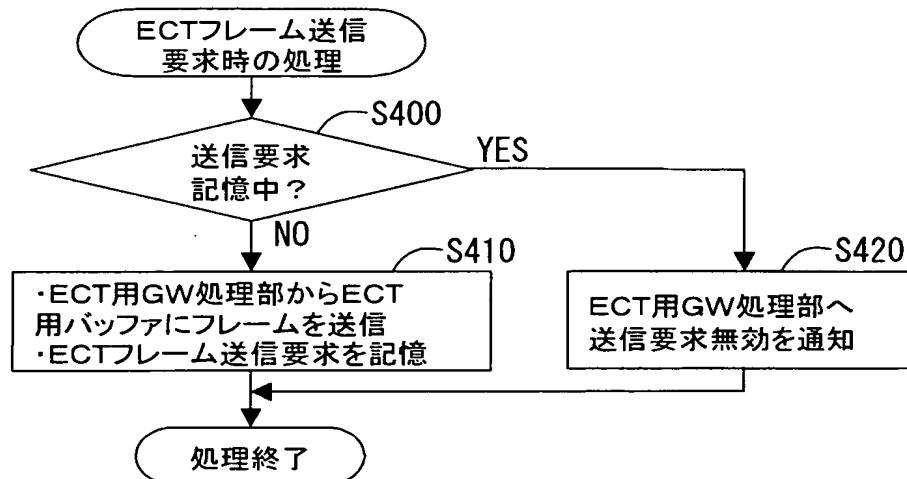 ECTフレーム送信
要求時の処理
S400
送信要求
記憶中?
YES
NO
S410
・ECT用GW処理部からECT
用バッファにフレームを送信
・ECTフレーム送信要求を記憶
S420
ECT用GW処理部へ
送信要求無効を通知
処理終了